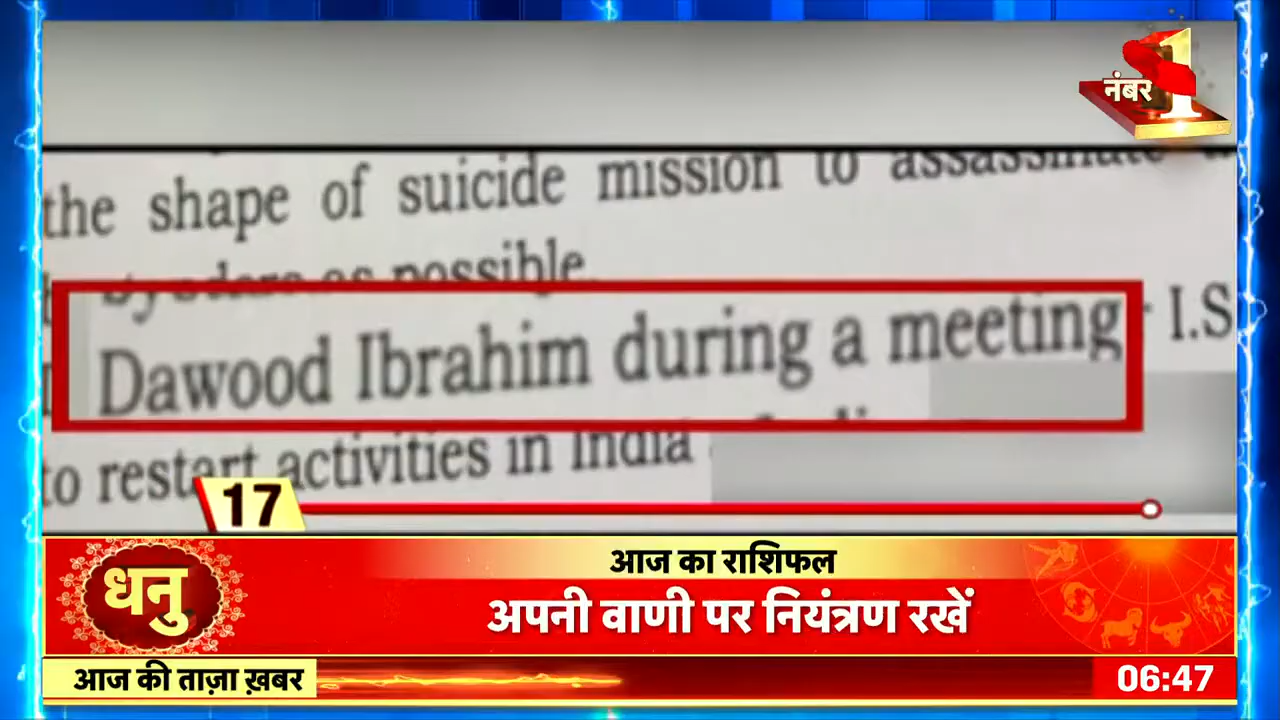 नंबर 1
the shape of suicide mission to assassinate
as possible.
Dawood Ibrahim during a meeting
I.S
to restart activities in India
17
धनु
आज का राशिफल
अपनी वाणी पर नियंत्रण रखें
आज की ताज़ा ख़बर
06:47